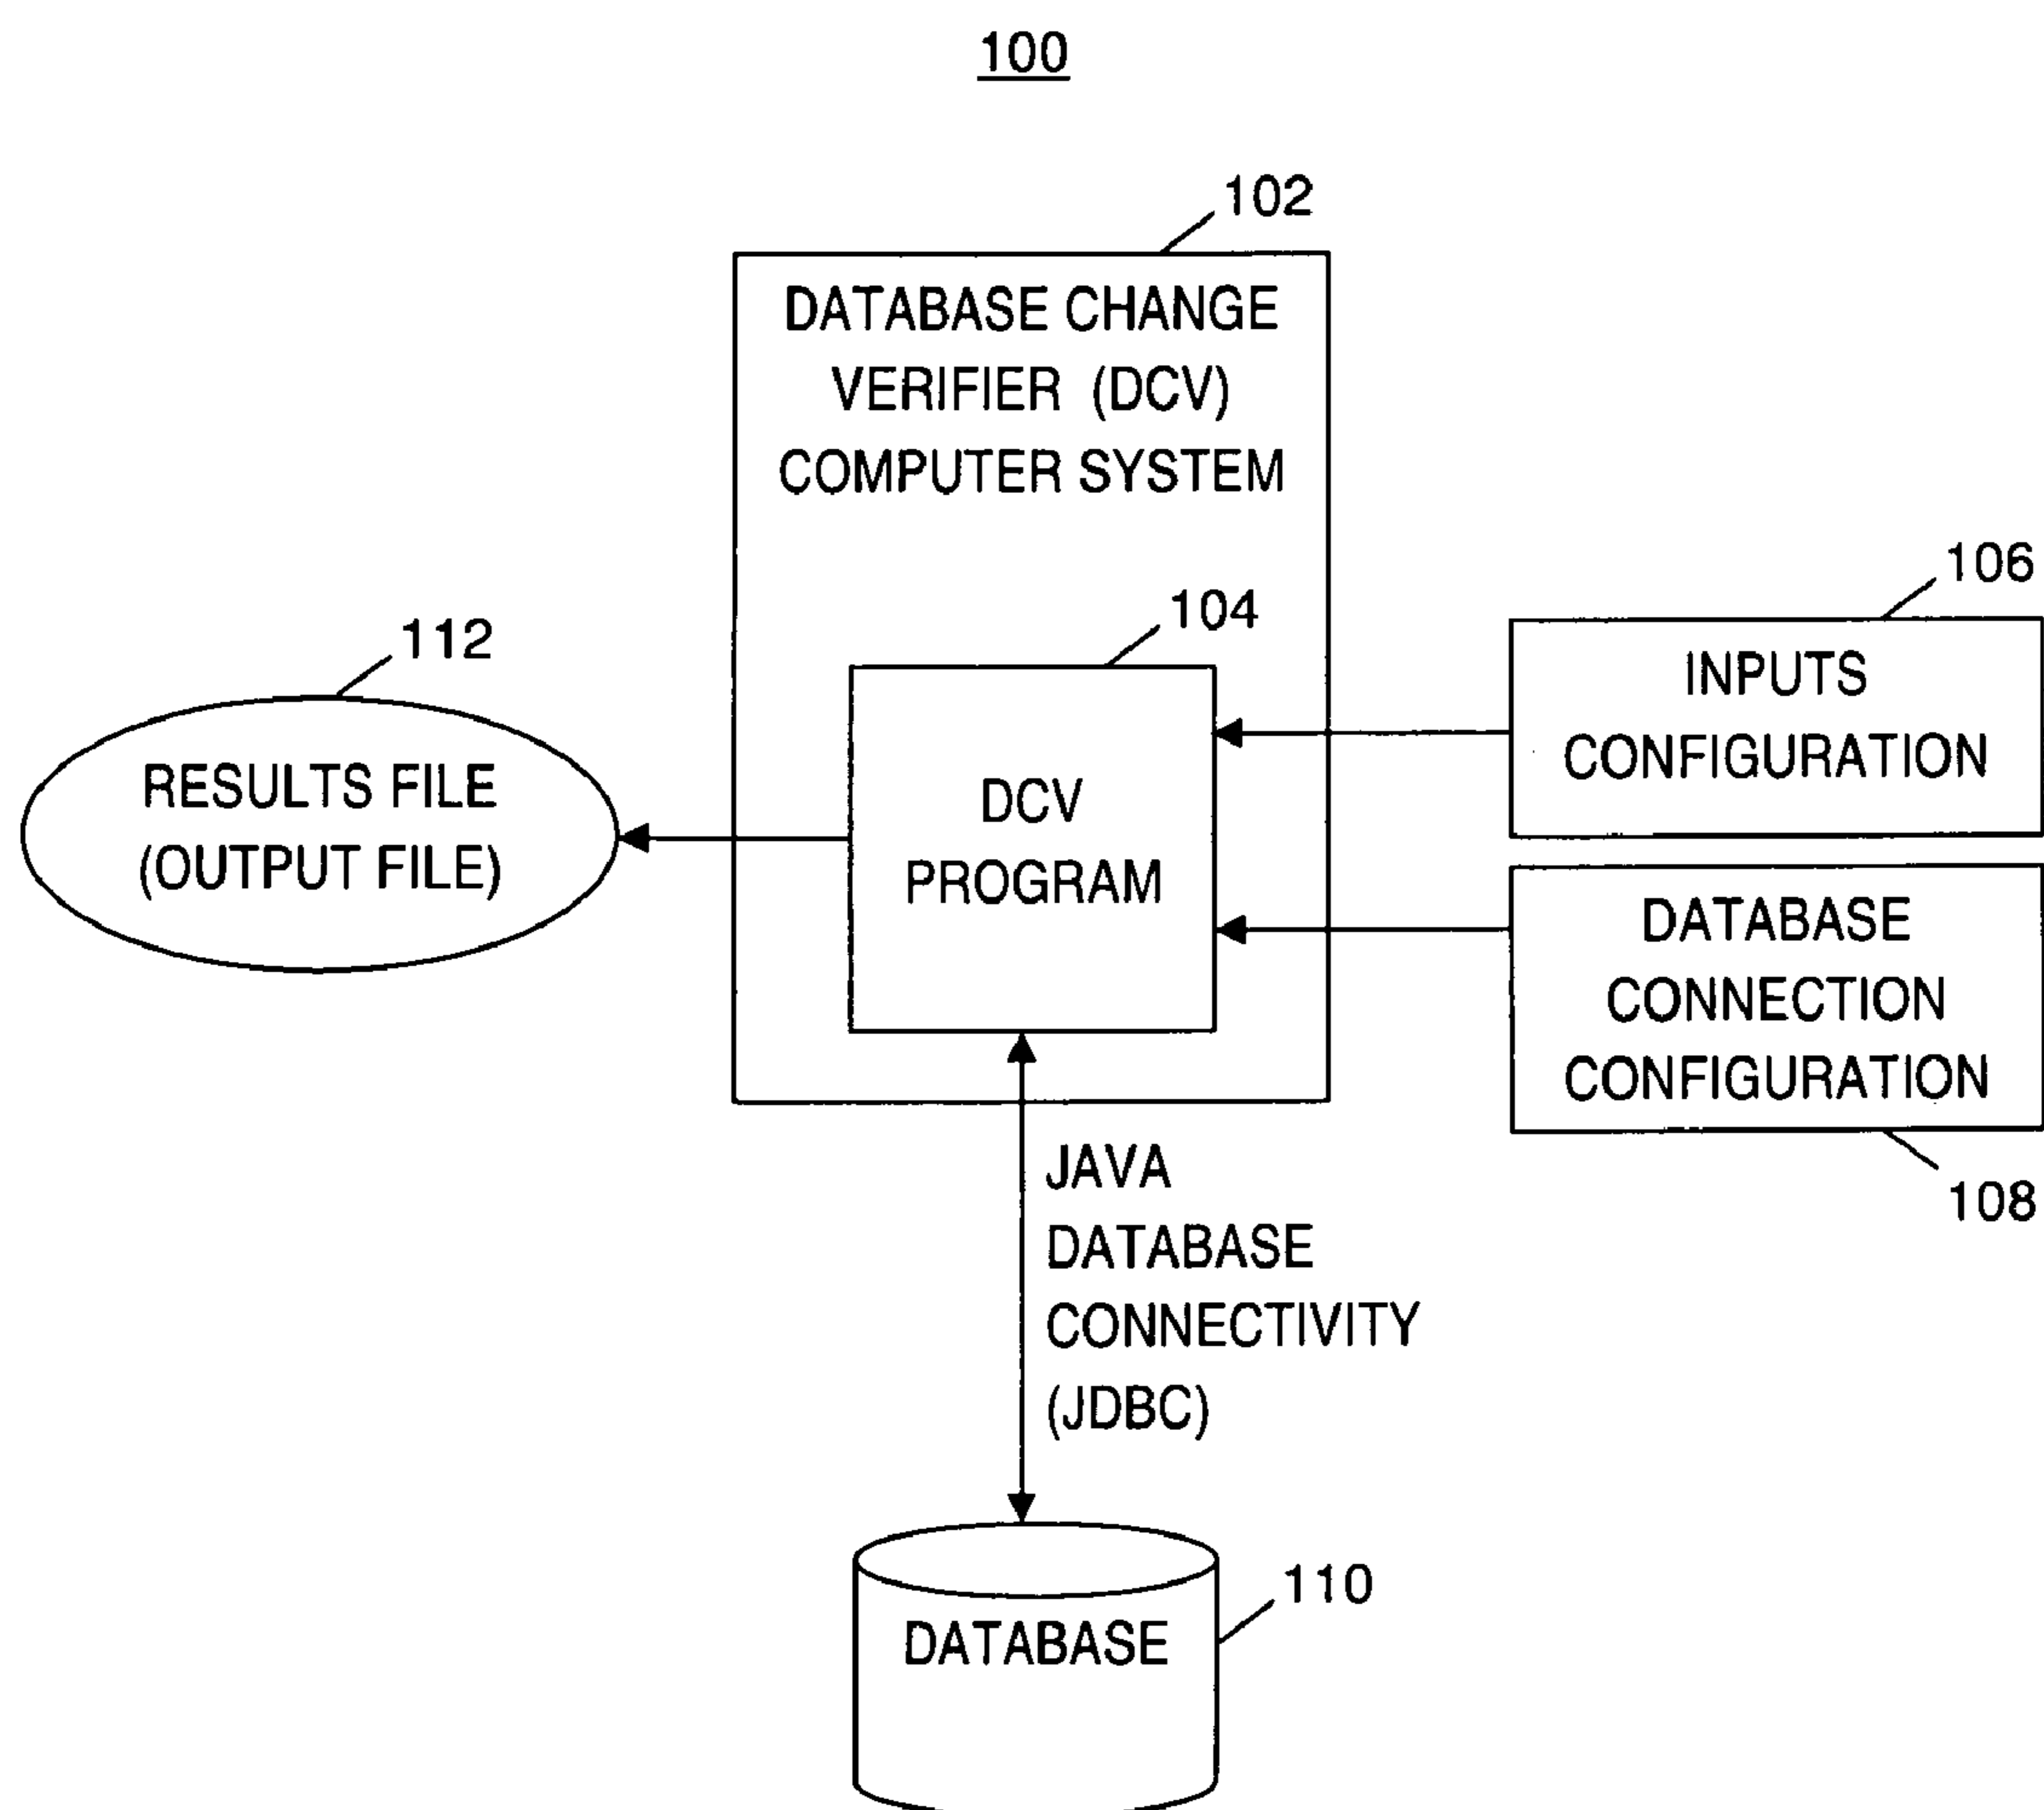 100
102
DATABASE CHANGE
VERIFIER (DCV)
COMPUTER SYSTEM
106
INPUTS
CONFIGURATION
104
DCV
PROGRAM
112
RESULTS FILE
(OUTPUT FILE)
DATABASE
CONNECTION
CONFIGURATION
108
JAVA
DATABASE
CONNECTIVITY
(JDBC)
110
DATABASE